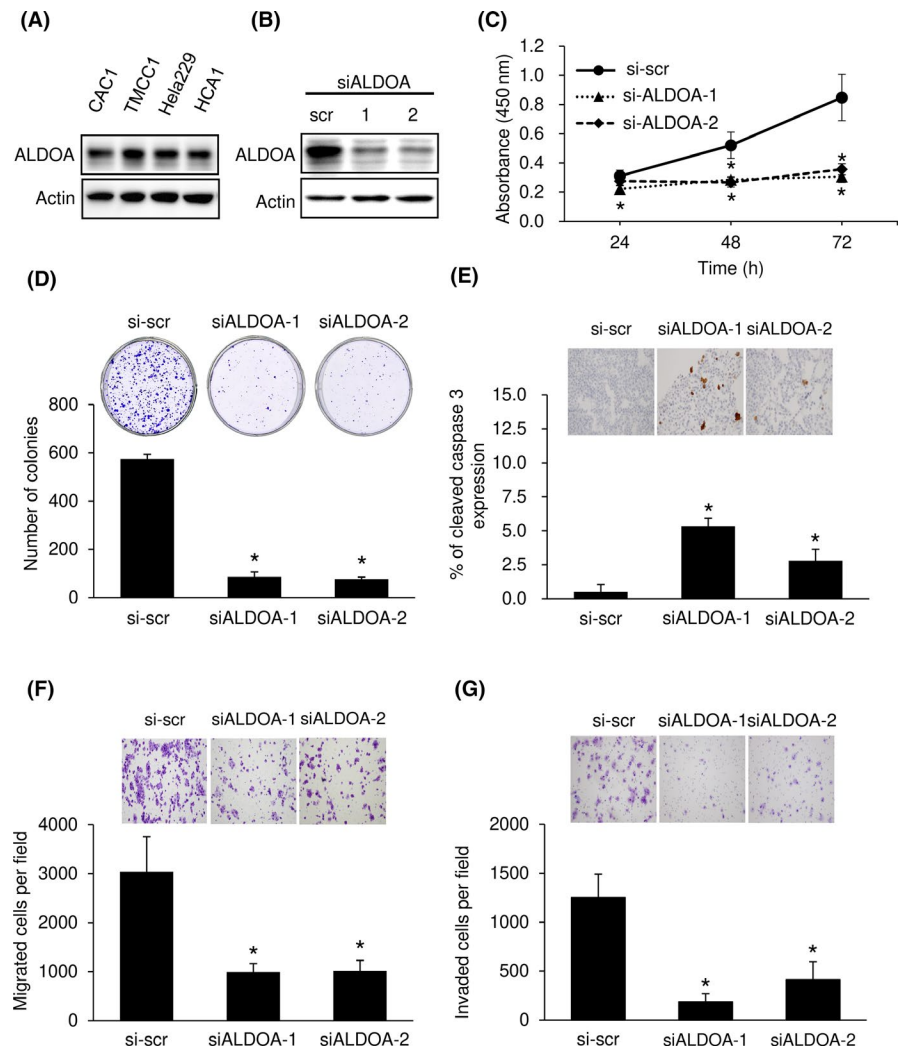 (A)
CAC1
TMCC1
Hela229
HCA1
ALDOA
Actin
(B)
siALDOA
scr 1 2
ALDOA
Actin
(C)
Absorbance (450 nm)
1.2
1.0
0.8
0.6
0.4
0.2
0.0
si-scr
si-ALDOA-1
si-ALDOA-2
*
*
*
*
*
24 48 72
Time (h)
(D)
si-scr siALDOA-1 siALDOA-2
Number of colonies
800
600
400
200
0
* *
si-scr siALDOA-1 siALDOA-2
(E)
si-scr siALDOA-1 siALDOA-2
% of cleaved caspase 3
expression
15.0
12.5
7.5
5.0
2.5
0.0
*
*
si-scr siALDOA-1 siALDOA-2
(F)
si-scr siALDOA-1 siALDOA-2
Migrated cells per field
4000
3000
2000
1000
0
* *
si-scr siALDOA-1 siALDOA-2
(G)
si-scr siALDOA-1 siALDOA-2
Invaded cells per field
1500
1250
1000
500
0
*
*
si-scr siALDOA-1 siALDOA-2